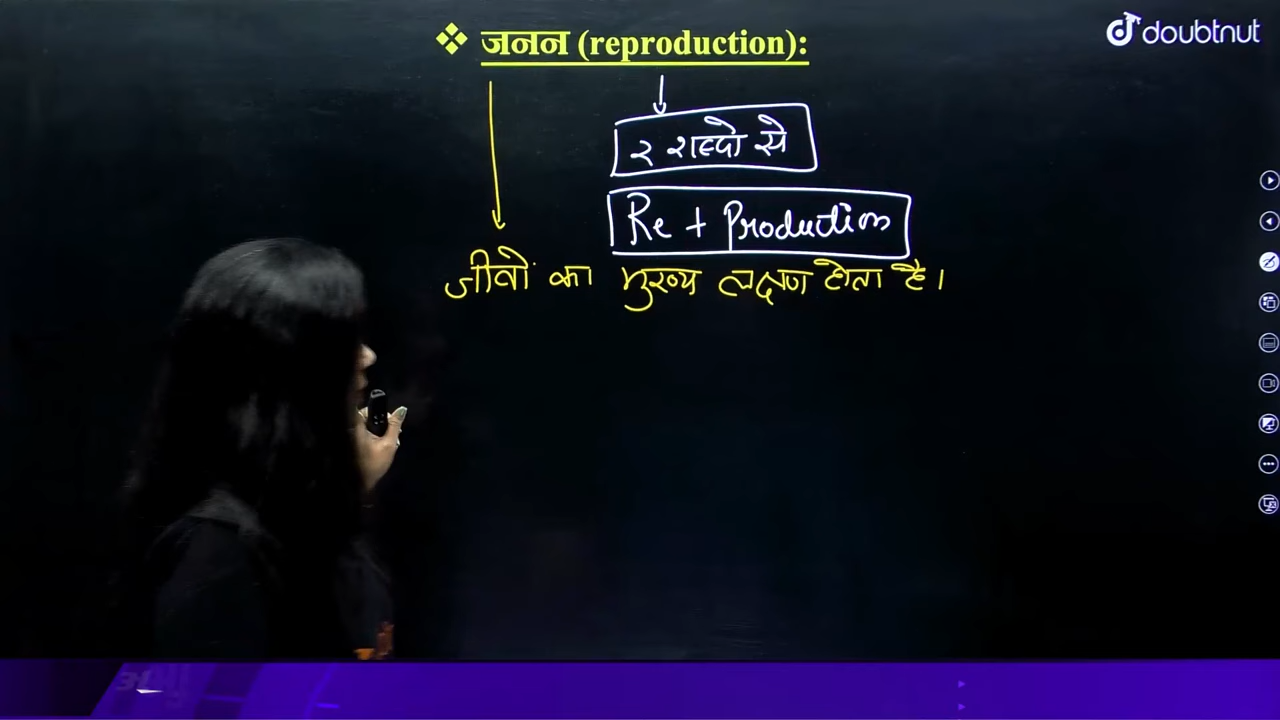 ❖ जनन (reproduction):
doubtnut
२ शब्दो से
Re + Production
जीवों का मुख्य लक्षण होता है।